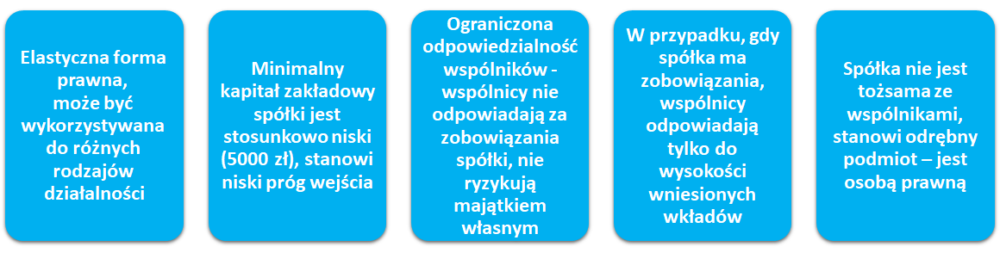 Elastyczna forma
prawna,
może być
wykorzystywana
do różnych
rodzajów
działalności
Minimalny
kapitał zakładowy
spółki jest
stosunkowo niski
(5000 zł), stanowi
niski próg wejścia
Ograniczona
odpowiedzialność
wspólników -
wspólnicy nie
odpowiadają za
zobowiązania
spółki, nie
ryzykują
majątkiem
własnym
W przypadku, gdy
spółka ma
zobowiązania,
wspólnicy
odpowiadają
tylko do
wysokości
wniesionych
wkładów
Spółka nie jest
tożsama ze
wspólnikami,
stanowi odrębny
podmiot – jest
osobą prawną